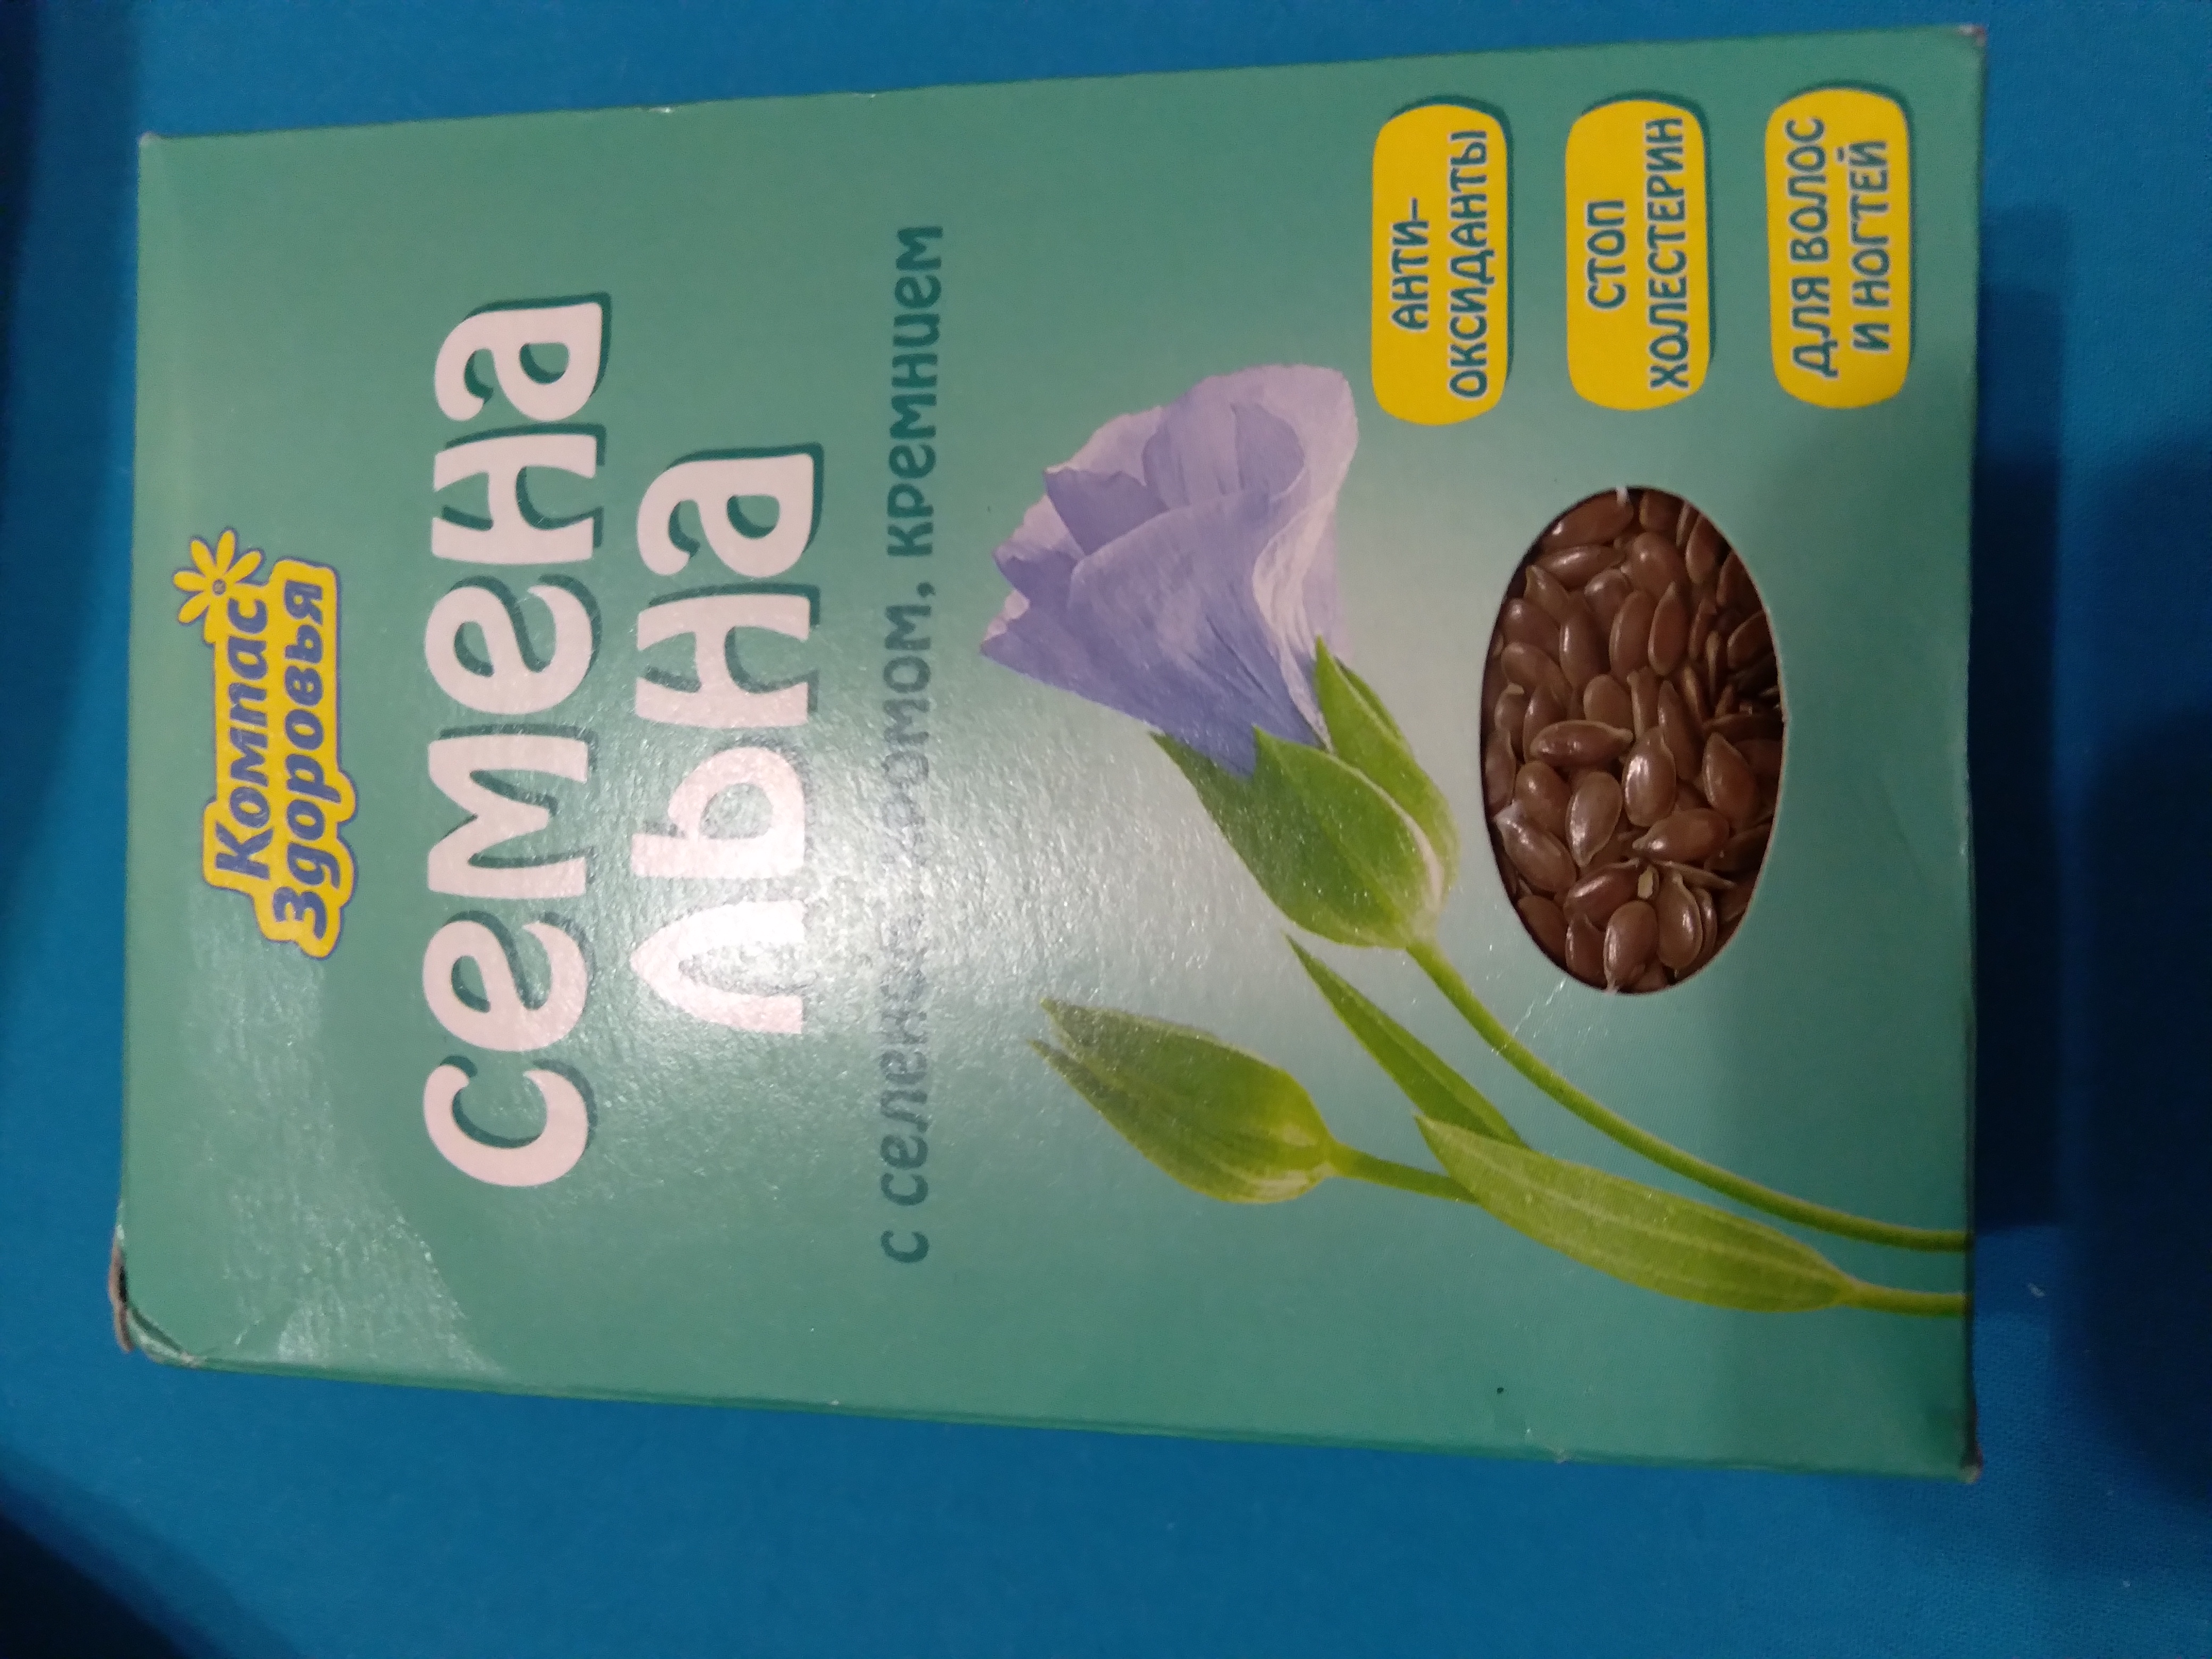 Компас
Здоровья
семена
льна
с селеном, хромом, кремнием
АНТИ-
ОКСИДАНТЫ
СТОП
ХОЛЕСТЕРИН
ДЛЯ ВОЛОС
И НОГТЕЙ